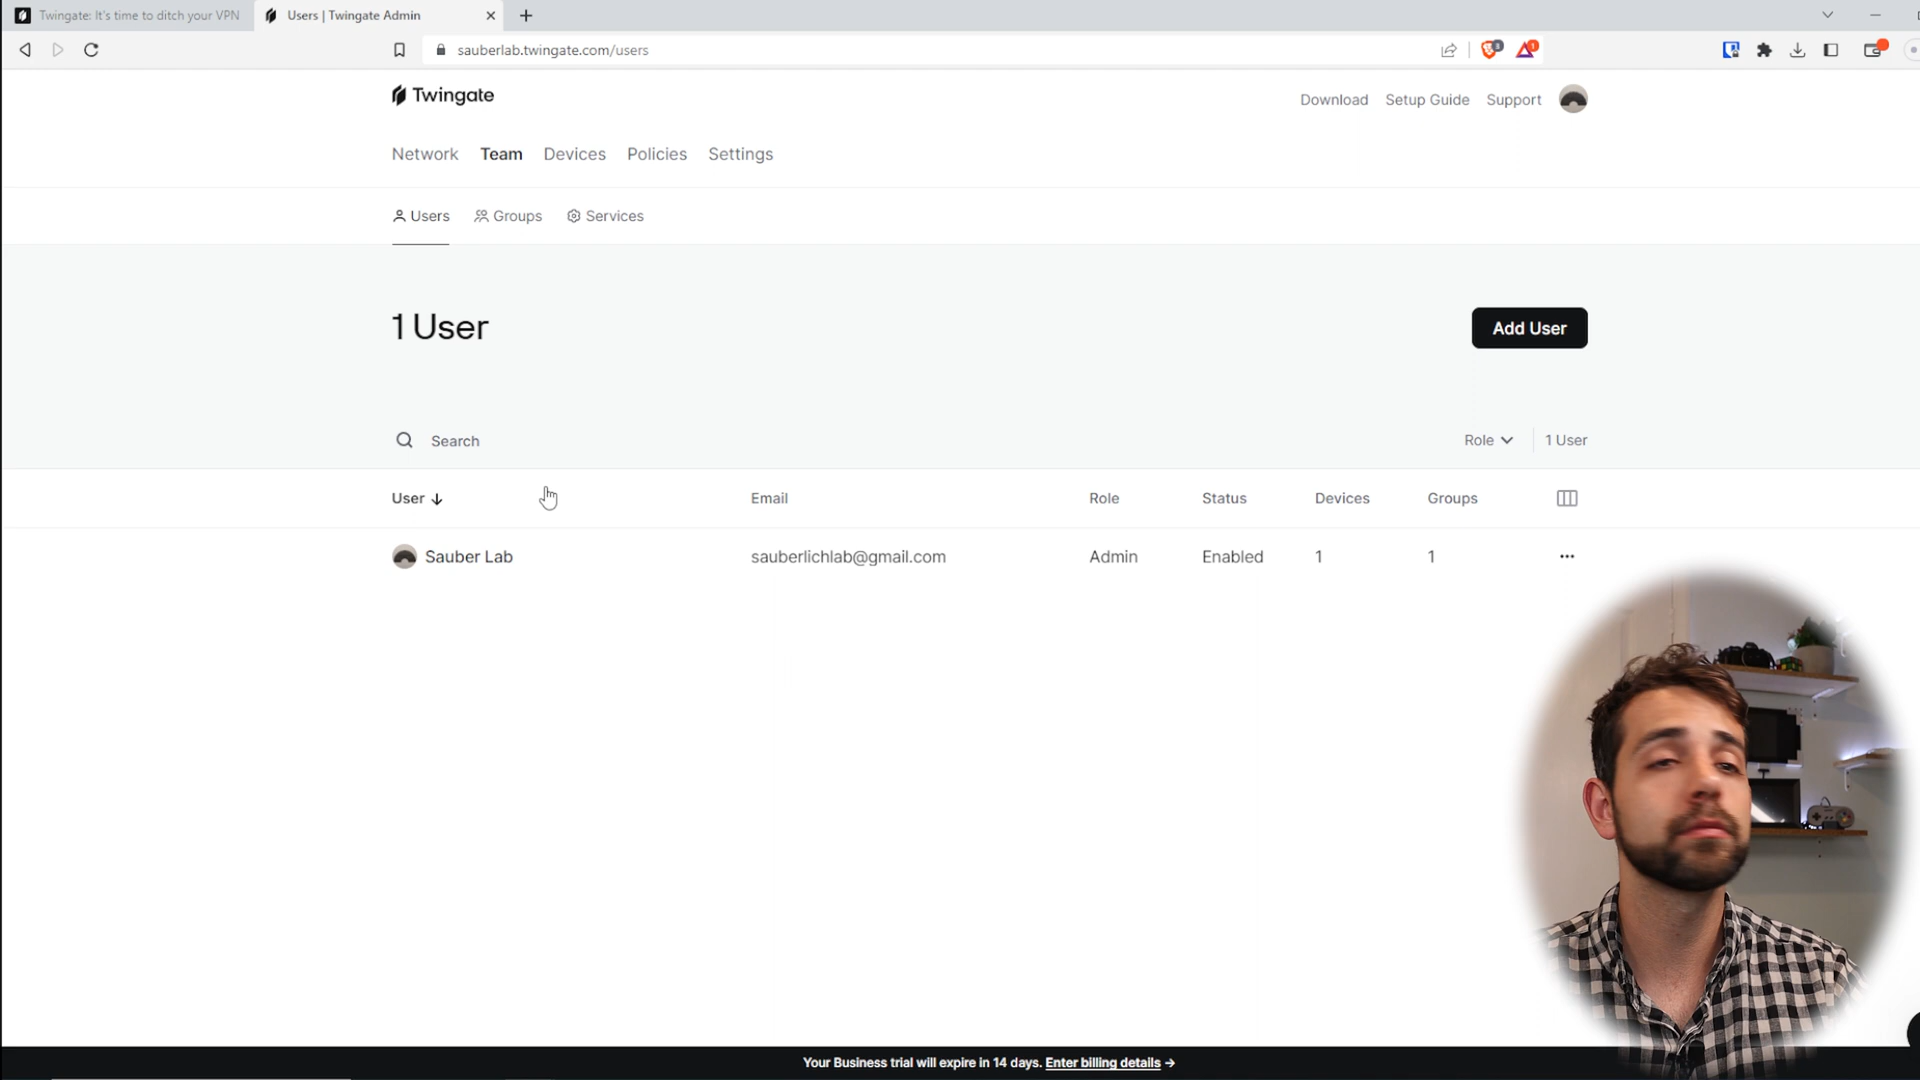 Twingate: It's time to ditch your VPN
Users | Twingate Admin
sauberlab.twingate.com/users
3
1
Twingate
Download Setup Guide Support
Network Team Devices Policies Settings
Users Groups Services
1 User
Add User
Search
Role 1 User
User Email Role Status Devices Groups
Sauber Lab sauberlichlab@gmail.com Admin Enabled 1 1
Your Business trial will expire in 14 days. Enter billing details →